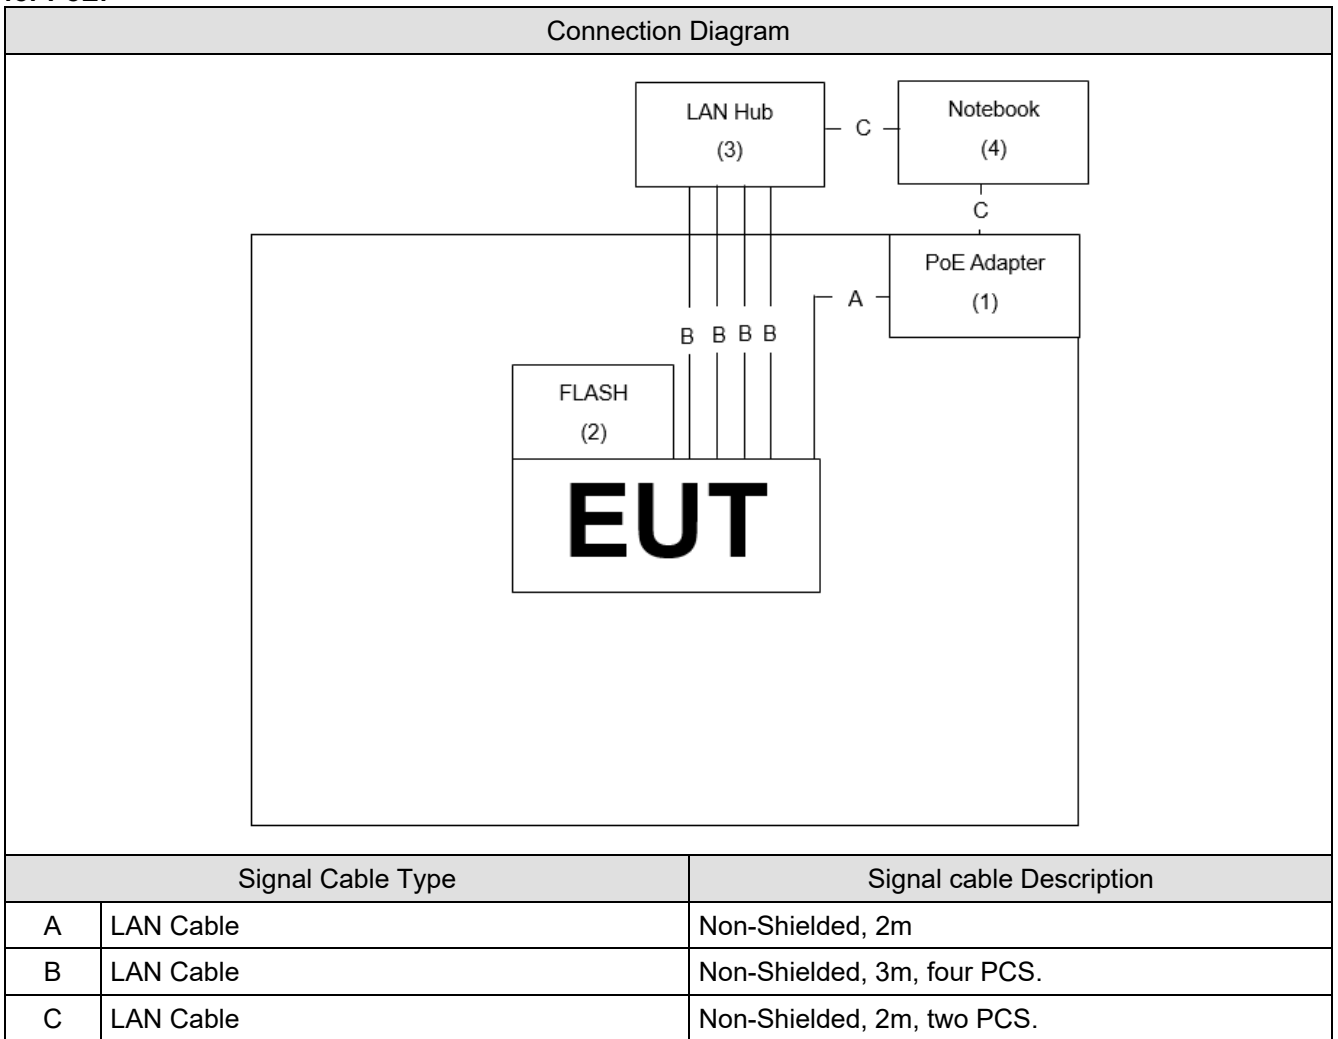 Connection Diagram
LAN Hub
(3)
C
Notebook
(4)
C
PoE Adapter
(1)
A
B B B B
FLASH
(2)
EUT
Signal Cable Type Signal cable Description
A LAN Cable Non-Shielded, 2m
B LAN Cable Non-Shielded, 3m, four PCS.
C LAN Cable Non-Shielded, 2m, two PCS.